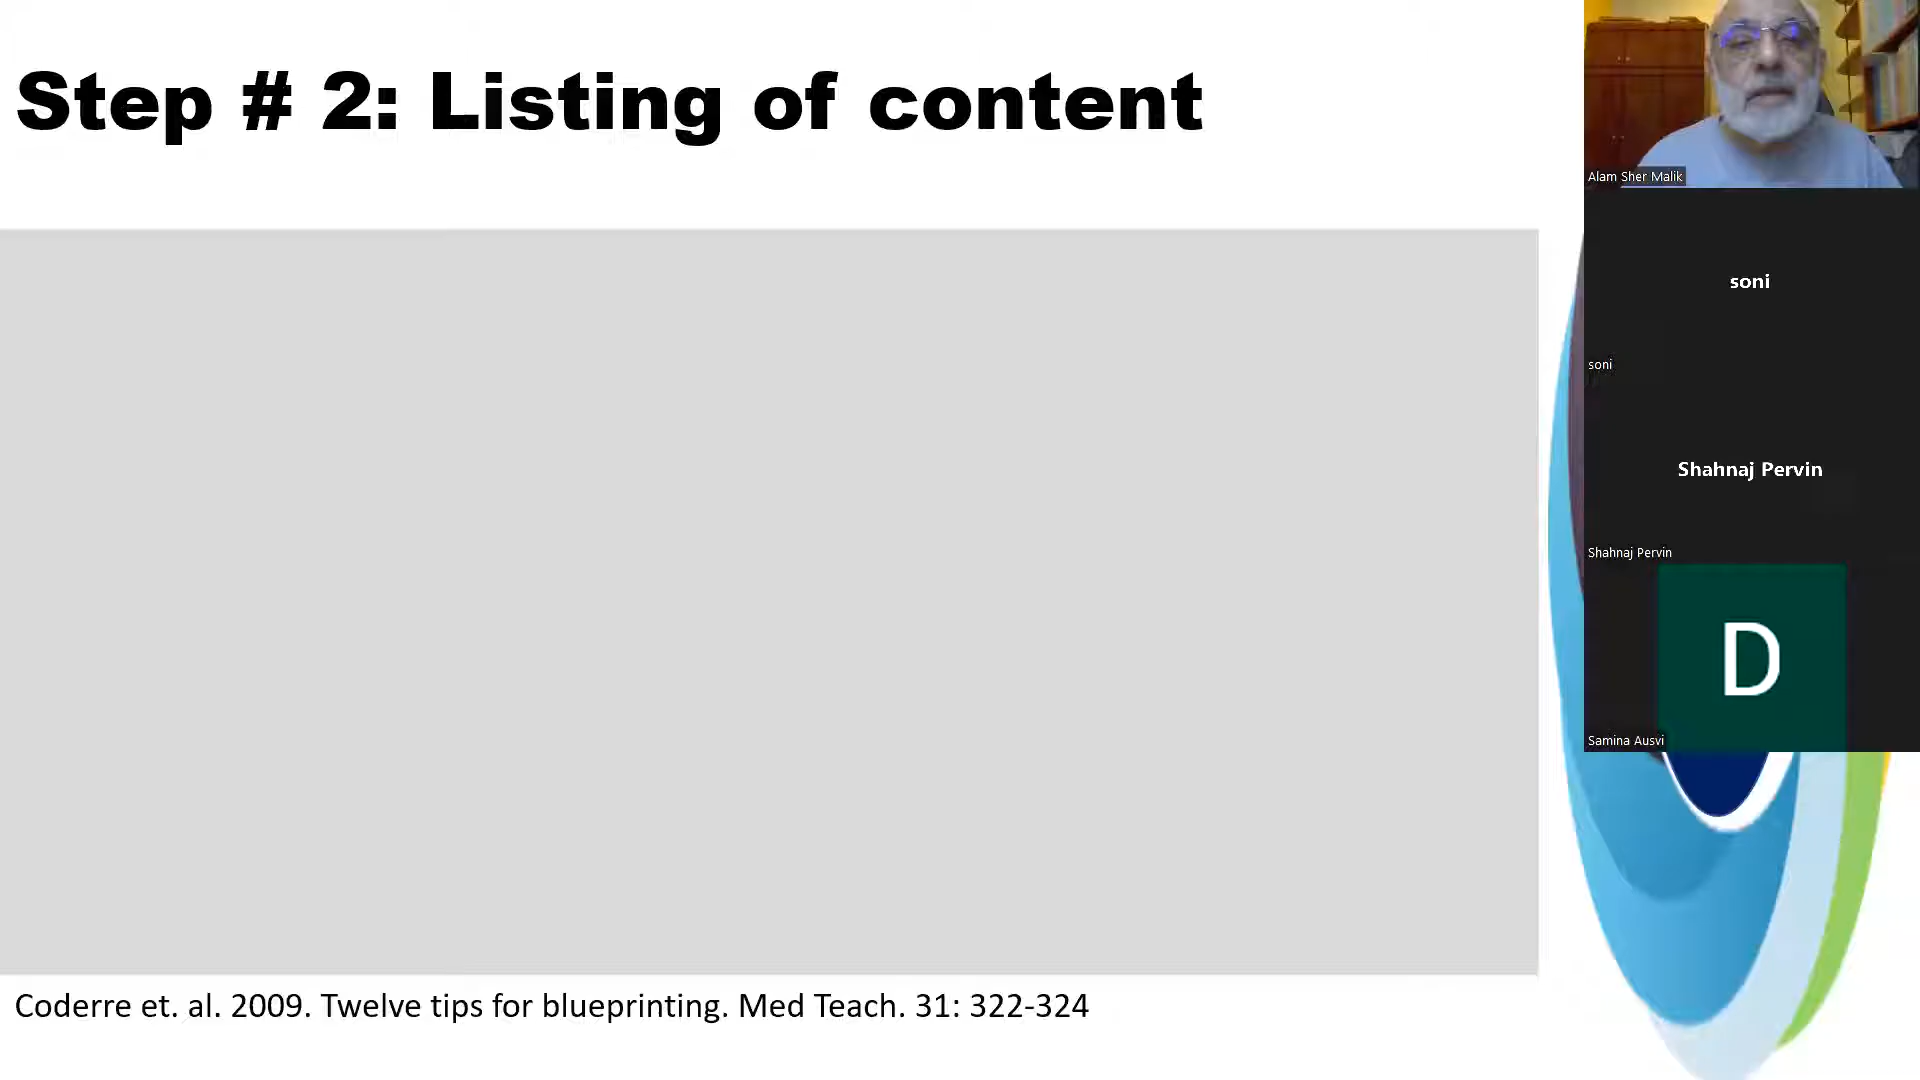 Step # 2: Listing of content
Coderre et. al. 2009. Twelve tips for blueprinting. Med Teach. 31: 322-324
Alam Sher Malik
soni
soni
Shahnaj Pervin
Shahnaj Pervin
D
Samina Ausvi